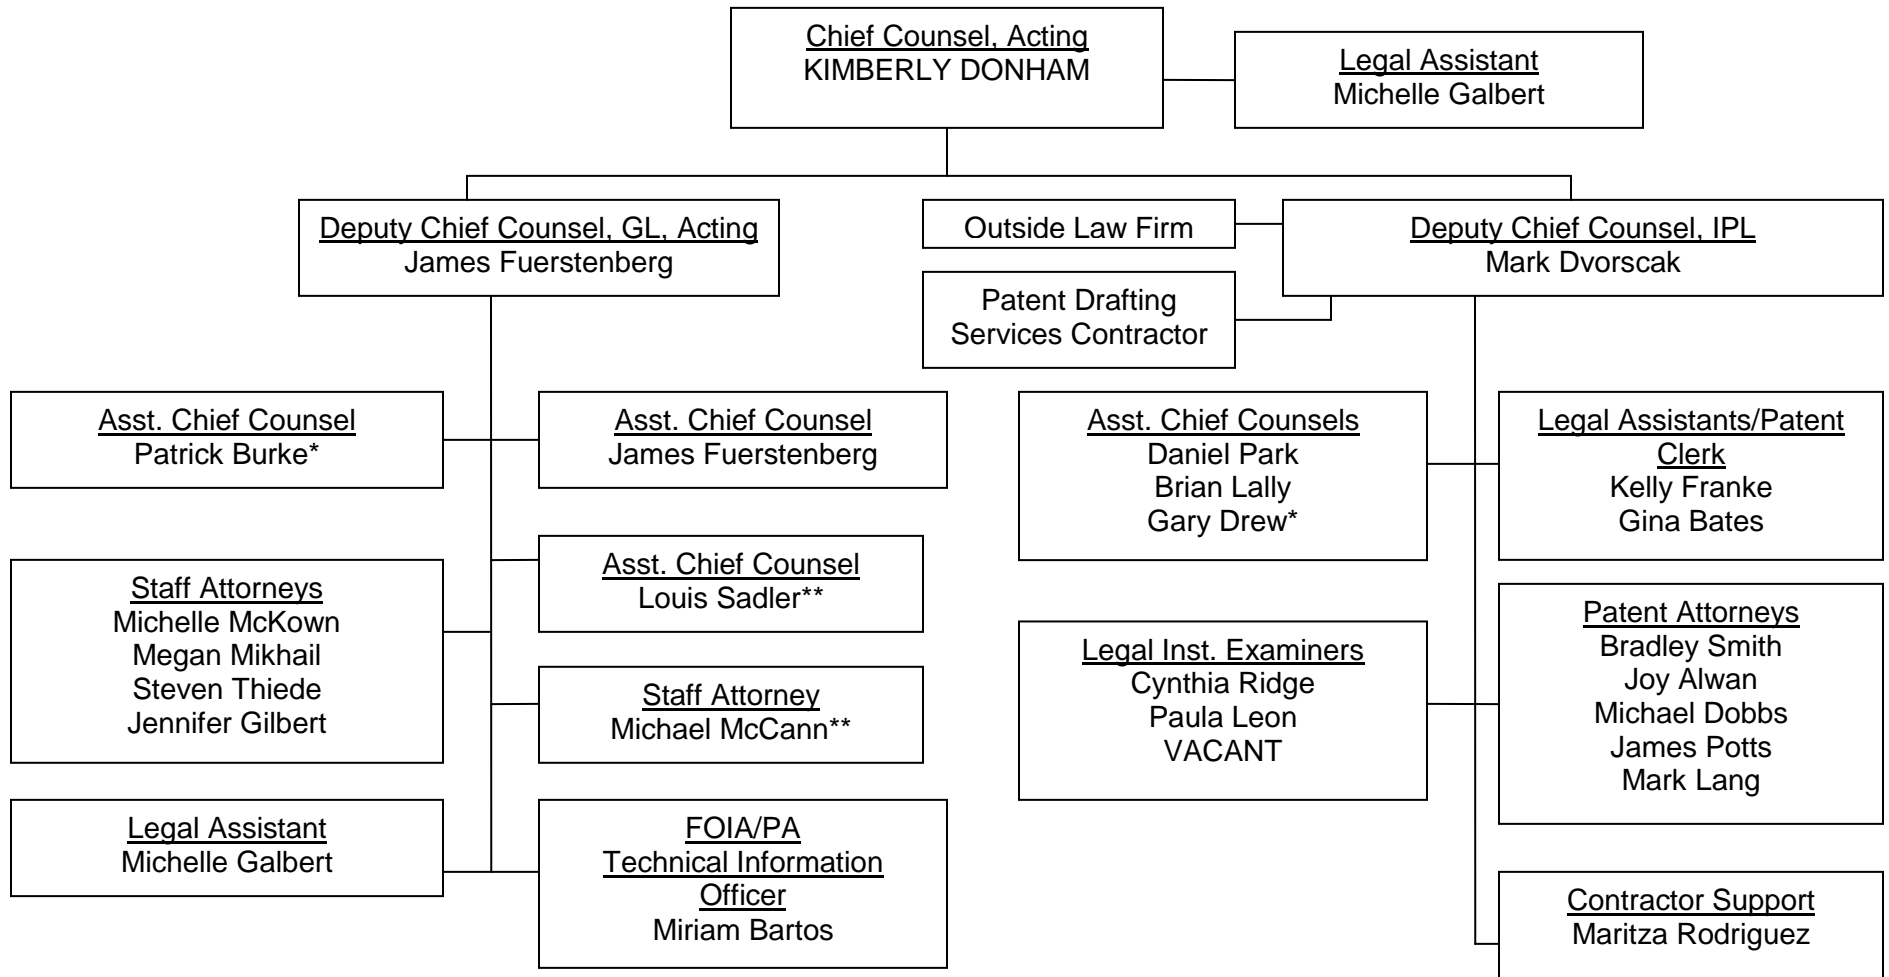 Chief Counsel, Acting
KIMBERLY DONHAM
Legal Assistant
Michelle Galbert
Deputy Chief Counsel, GL, Acting
James Fuerstenberg
Outside Law Firm
Deputy Chief Counsel, IPL
Mark Dvorscak
Patent Drafting
Services Contractor
Asst. Chief Counsel
Patrick Burke*
Asst. Chief Counsel
James Fuerstenberg
Asst. Chief Counsels
Daniel Park
Brian Lally
Gary Drew*
Legal Assistants/Patent
Clerk
Kelly Franke
Gina Bates
Staff Attorneys
Michelle McKown
Megan Mikhail
Steven Thiede
Jennifer Gilbert
Asst. Chief Counsel
Louis Sadler**
Staff Attorney
Michael McCann**
Legal Inst. Examiners
Cynthia Ridge
Paula Leon
VACANT
Patent Attorneys
Bradley Smith
Joy Alwan
Michael Dobbs
James Potts
Mark Lang
Legal Assistant
Michelle Galbert
FOIA/PA
Technical Information
Officer
Miriam Bartos
Contractor Support
Maritza Rodriguez